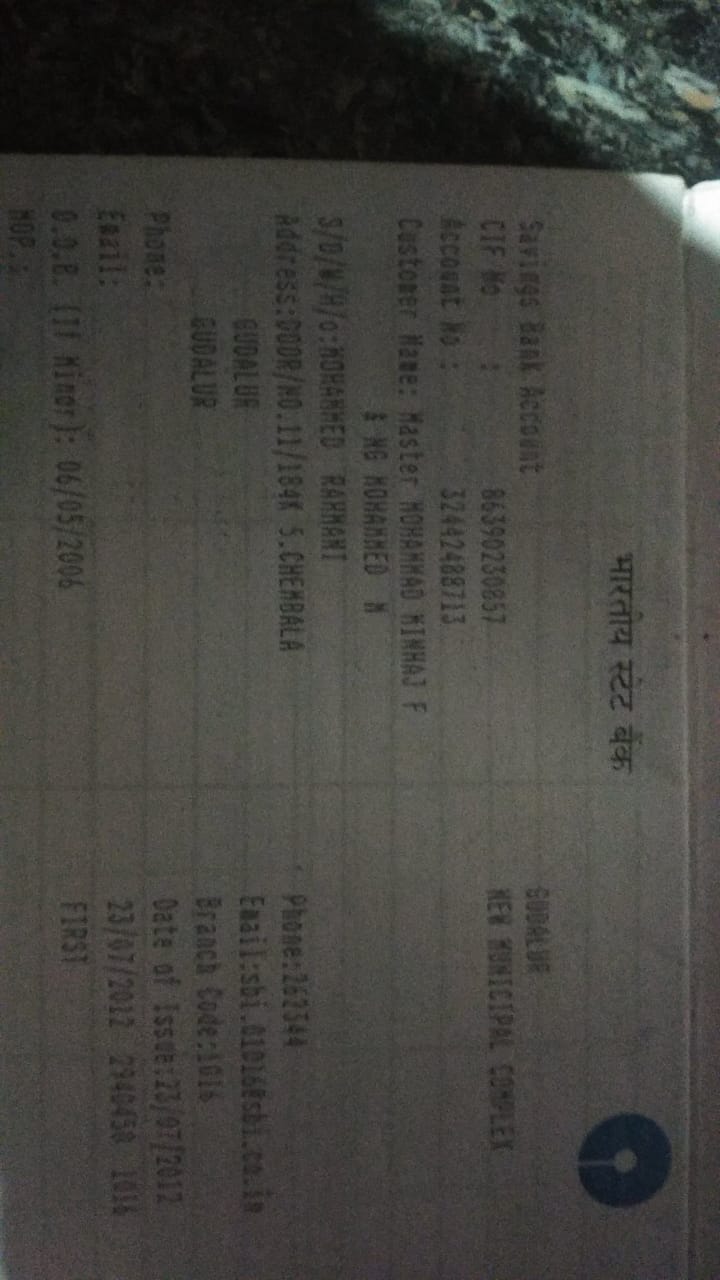 भारतीय स्टेट बैंक
Savings Bank Account
CIF No : 86390230857
Account No : 32442488713
Customer Name: Master MOHAMMAD MINHAJ F
& NG MOHAMMED M
S/D/W/H/o:MOHAMMED RAHMANI
Address:DOOR/NO.11/184K S.CHEMBALA
GUDALUR
GUDALUR
Phone:
Email:
D.O.B. (If Minor): 06/05/2006
MOP.:
GUDALUR
NEW MUNICIPAL COMPLEX
Phone:262344
Email:sbi.01016@sbi.co.in
Branch Code:1016
Date of Issue:23/07/2012
23/07/2012 2940458 1016
FIRST